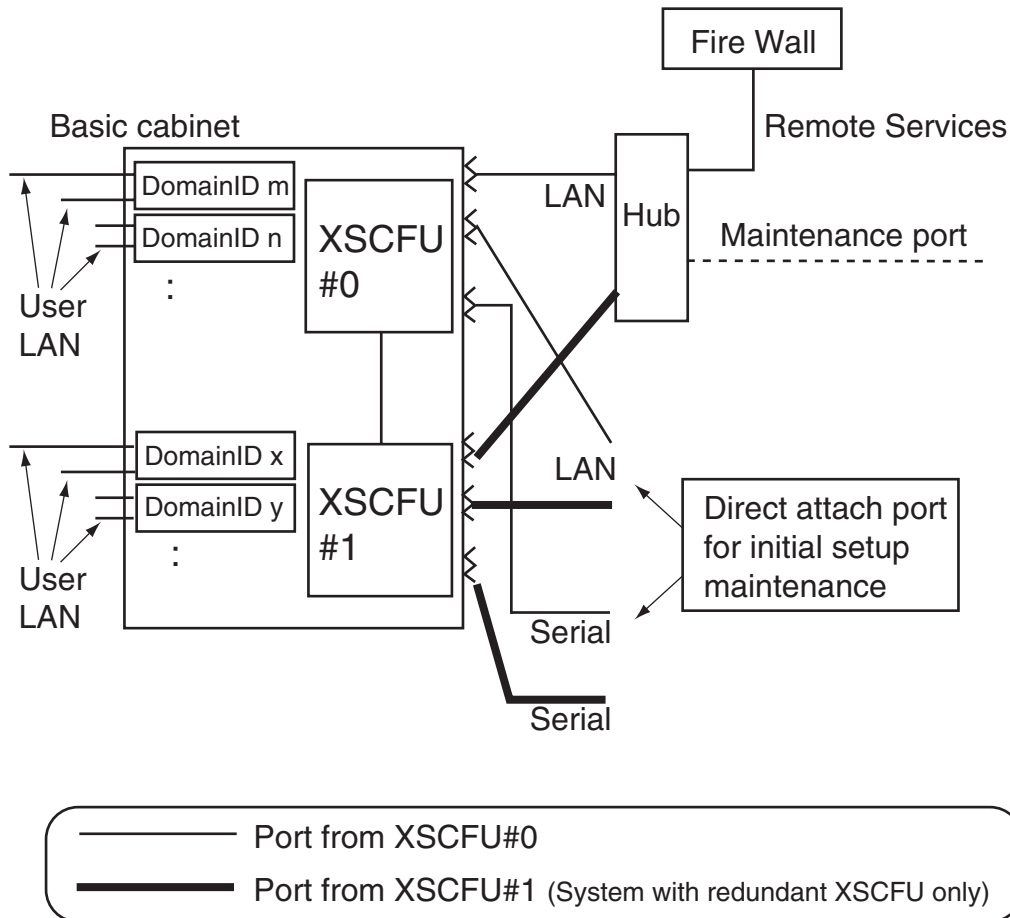 Fire Wall
Basic cabinet
Remote Services
DomainID m
LAN
Hub
DomainID n
XSCFU
#0
Maintenance port
:
User
LAN
DomainID x
LAN
DomainID y
XSCFU
#1
Direct attach port
for initial setup
maintenance
:
User
LAN
Serial
Serial
Port from XSCFU#0
Port from XSCFU#1 (System with redundant XSCFU only)